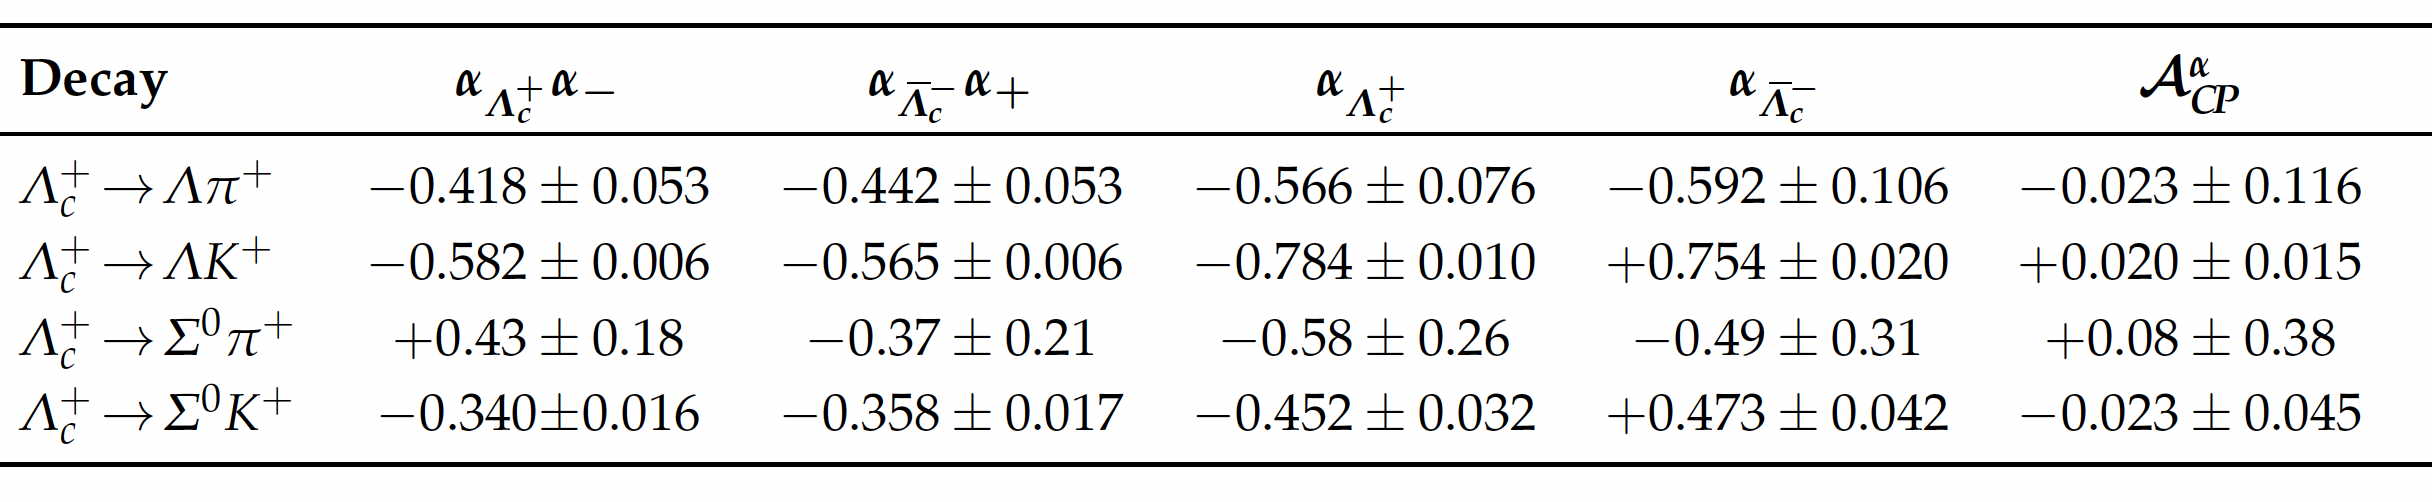 Decay α_{Λ_c^+}α_− α_{Λ̅_c^−}α_+ α_{Λ_c^+} α_{Λ̅_c^−} 𝒜_{CP}^α
Λ_c^+ → Λπ^+ −0.418 ± 0.053 −0.442 ± 0.053 −0.566 ± 0.076 −0.592 ± 0.106 −0.023 ± 0.116
Λ_c^+ → ΛK^+ −0.582 ± 0.006 −0.565 ± 0.006 −0.784 ± 0.010 +0.754 ± 0.020 +0.020 ± 0.015
Λ_c^+ → Σ^0π^+ +0.43 ± 0.18 −0.37 ± 0.21 −0.58 ± 0.26 −0.49 ± 0.31 +0.08 ± 0.38
Λ_c^+ → Σ^0K^+ −0.340±0.016 −0.358 ± 0.017 −0.452 ± 0.032 +0.473 ± 0.042 −0.023 ± 0.045